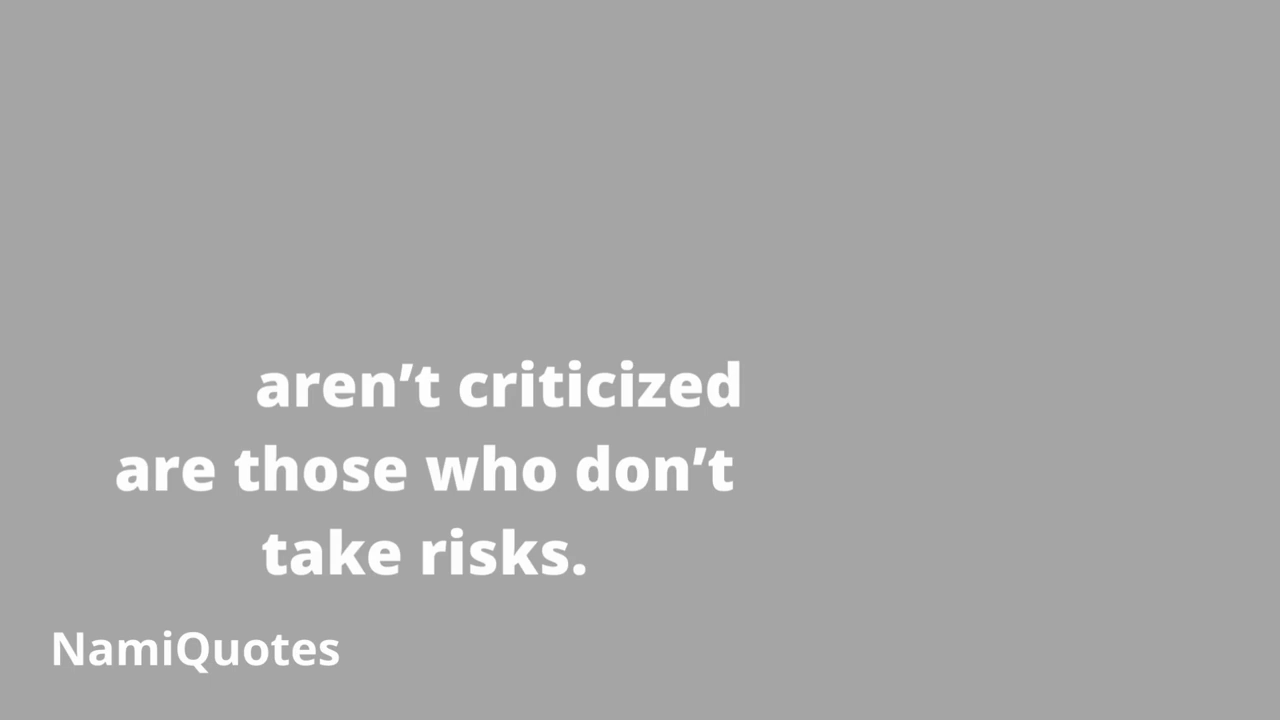 aren’t criticized
are those who don’t
take risks.
NamiQuotes